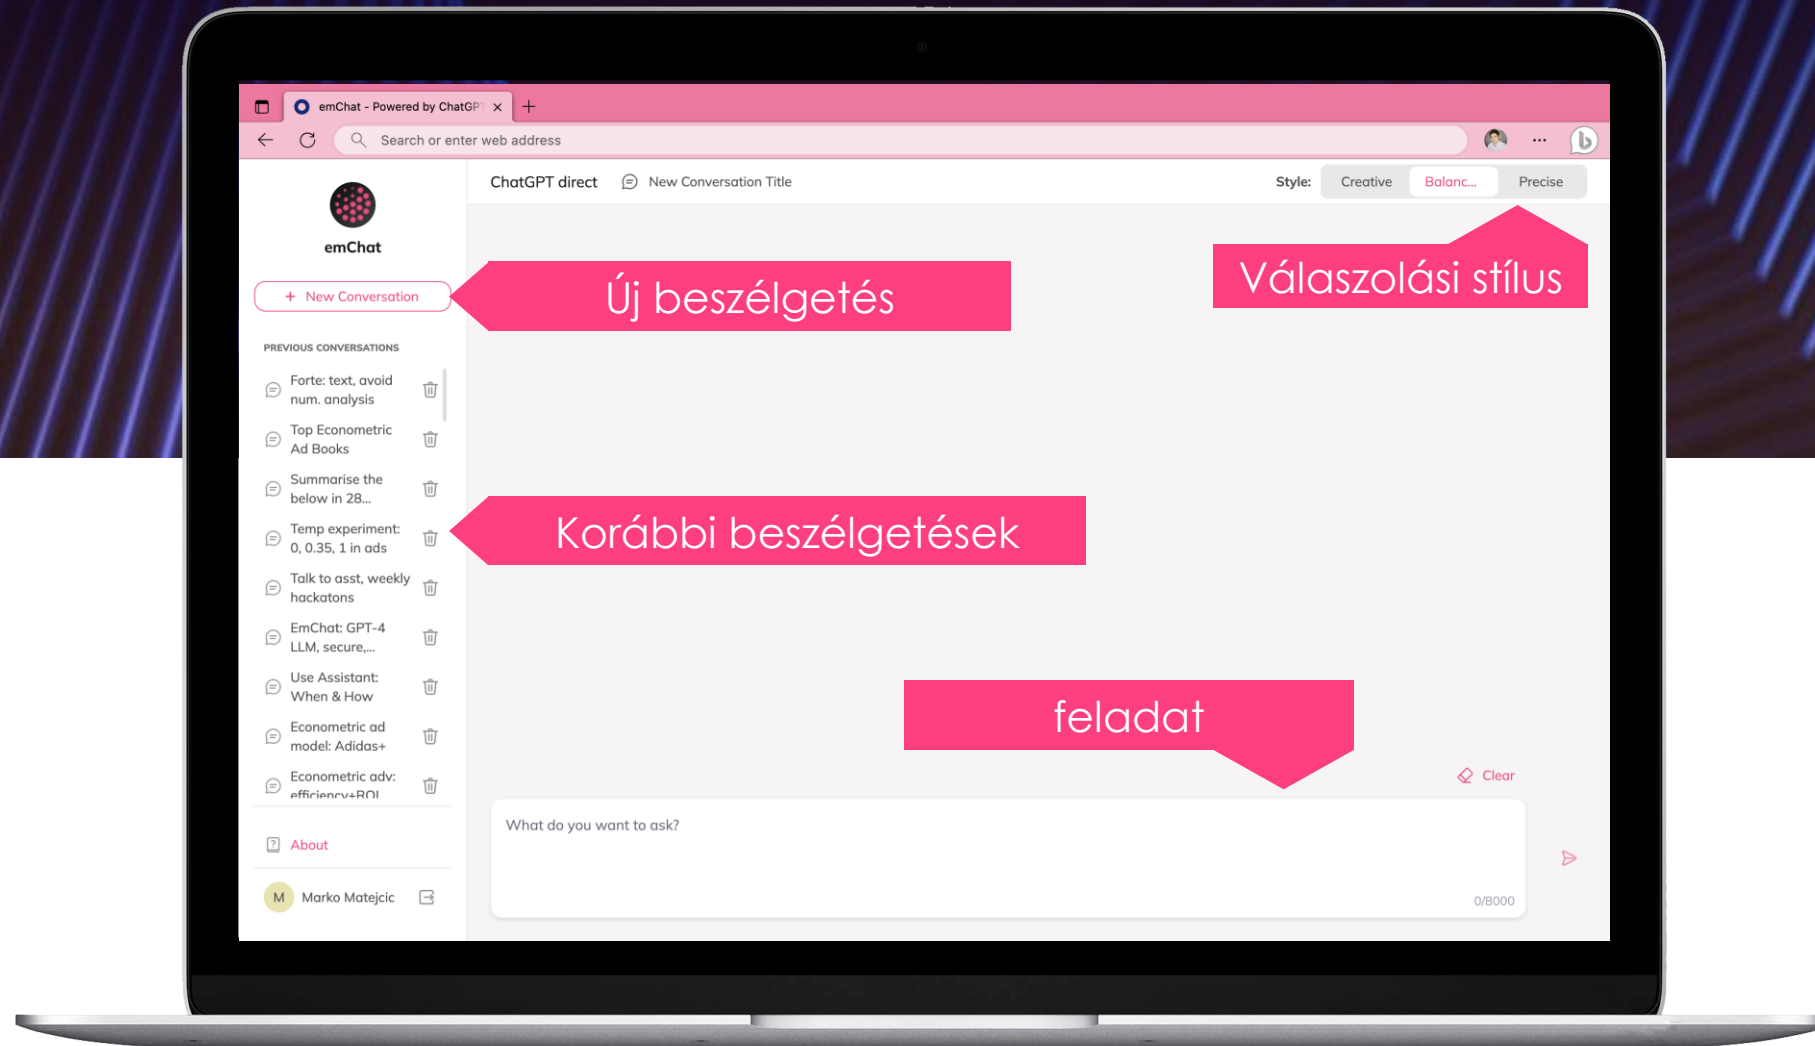 emChat - Powered by ChatGPT
Search or enter web address
emChat
+ New Conversation
PREVIOUS CONVERSATIONS
Forte: text, avoid
num. analysis
Top Econometric
Ad Books
Summarise the
below in 28...
Temp experiment:
0, 0.35, 1 in ads
Talk to asst, weekly
hackatons
EmChat: GPT-4
LLM, secure,...
Use Assistant:
When & How
Econometric ad
model: Adidas+
Econometric adv:
efficiency+ROI
About
M Marko Matejcic
ChatGPT direct New Conversation Title
Style: Creative Balanc... Precise
Válaszolási stílus
Új beszélgetés
Korábbi beszélgetések
feladat
Clear
What do you want to ask?
0/8000